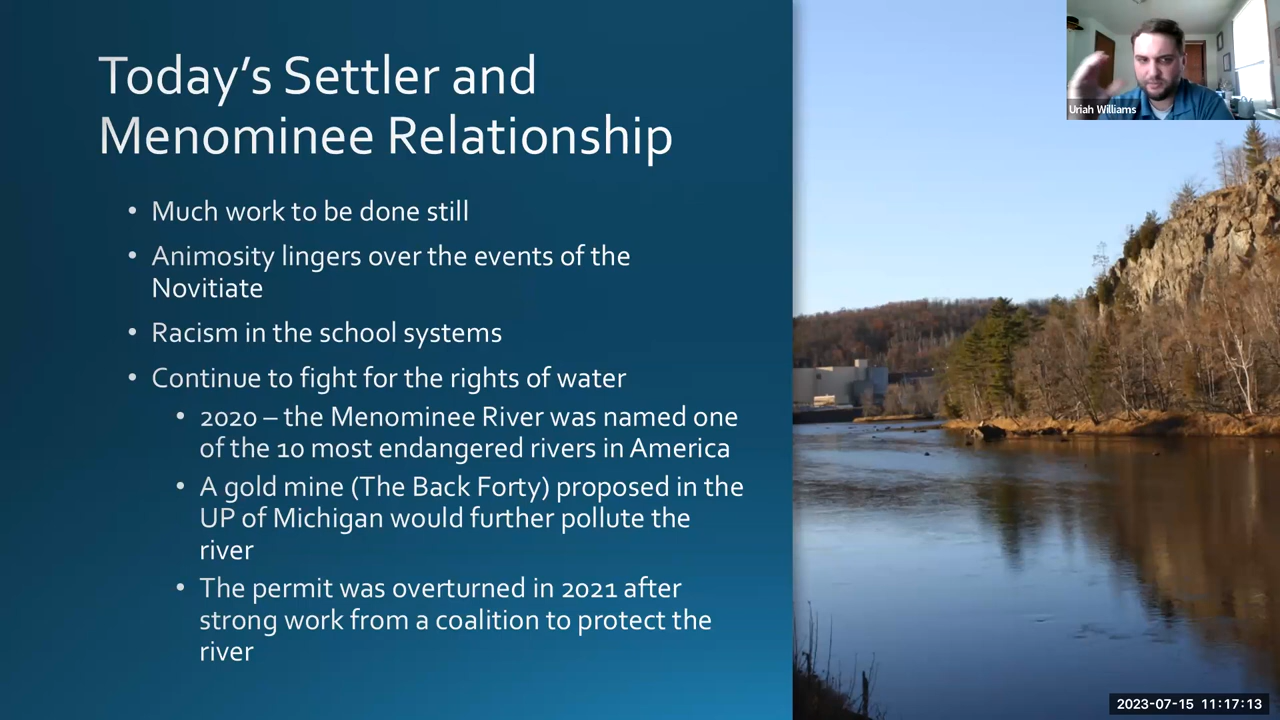 Today's Settler and
Menominee Relationship
• Much work to be done still
• Animosity lingers over the events of the
Novitiate
• Racism in the school systems
• Continue to fight for the rights of water
• 2020 – the Menominee River was named one
of the 10 most endangered rivers in America
• A gold mine (The Back Forty) proposed in the
UP of Michigan would further pollute the
river
• The permit was overturned in 2021 after
strong work from a coalition to protect the
river
Uriah Williams
2023-07-15 11:17:13